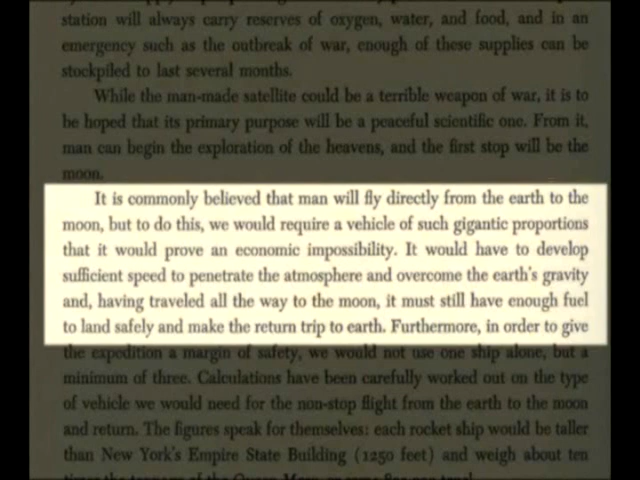 station will always carry reserves of oxygen, water, and food, and in an
emergency such as the outbreak of war, enough of these supplies can be
stockpiled to last several months.
While the man-made satellite could be a terrible weapon of war, it is to
be hoped that its primary purpose will be a peaceful scientific one. From it,
man can begin the exploration of the heavens, and the first stop will be the
moon.
It is commonly believed that man will fly directly from the earth to the
moon, but to do this, we would require a vehicle of such gigantic proportions
that it would prove an economic impossibility. It would have to develop
sufficient speed to penetrate the atmosphere and overcome the earth's gravity
and, having traveled all the way to the moon, it must still have enough fuel
to land safely and make the return trip to earth. Furthermore, in order to give
the expedition a margin of safety, we would not use one ship alone, but a
minimum of three. Calculations have been carefully worked out on the type
of vehicle we would need for the non-stop flight from the earth to the moon
and return. The figures speak for themselves: each rocket ship would be taller
than New York's Empire State Building (1250 feet) and weigh about ten